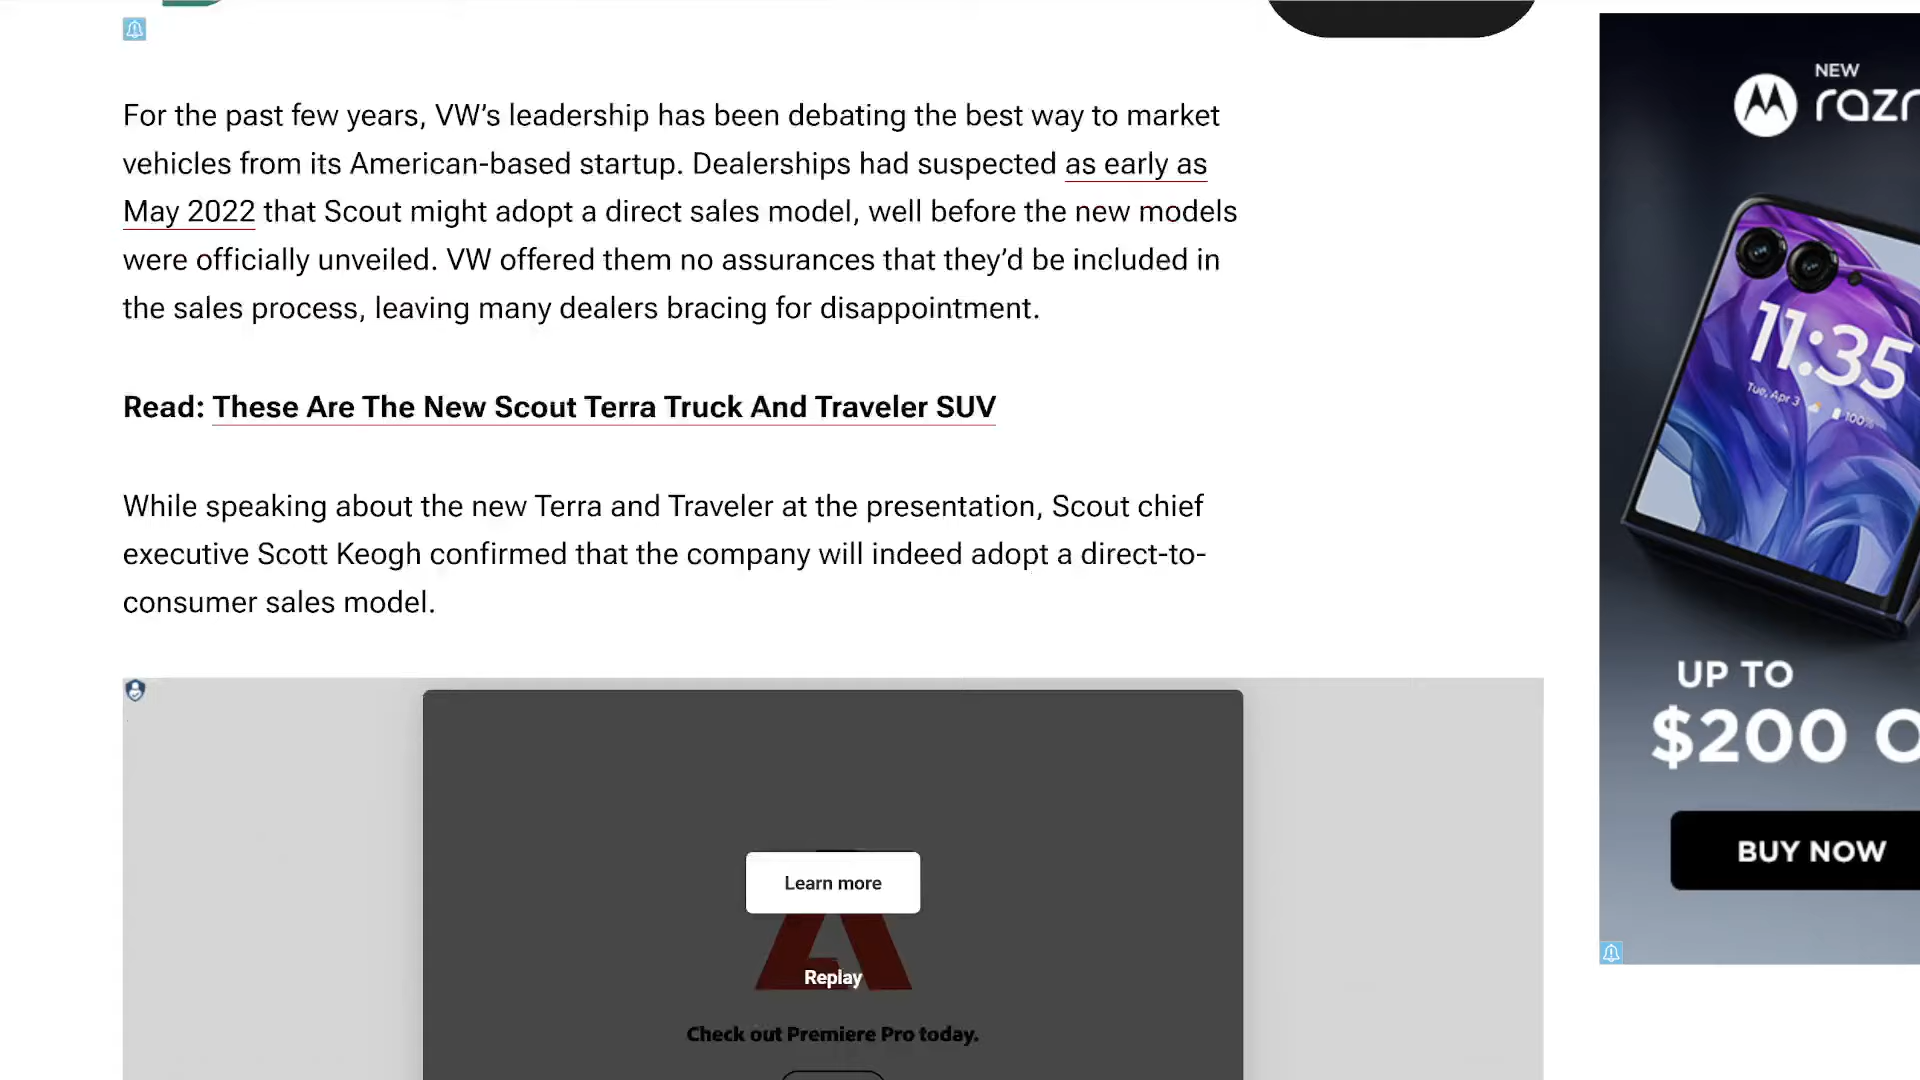 For the past few years, VW’s leadership has been debating the best way to market
vehicles from its American-based startup. Dealerships had suspected as early as
May 2022 that Scout might adopt a direct sales model, well before the new models
were officially unveiled. VW offered them no assurances that they’d be included in
the sales process, leaving many dealers bracing for disappointment.
Read: These Are The New Scout Terra Truck And Traveler SUV
While speaking about the new Terra and Traveler at the presentation, Scout chief
executive Scott Keogh confirmed that the company will indeed adopt a direct-to-
consumer sales model.
Learn more
Replay
Check out Premiere Pro today.
NEW
razr
11:35
Tue, Apr 3
100%
UP TO
$200 O
BUY NOW